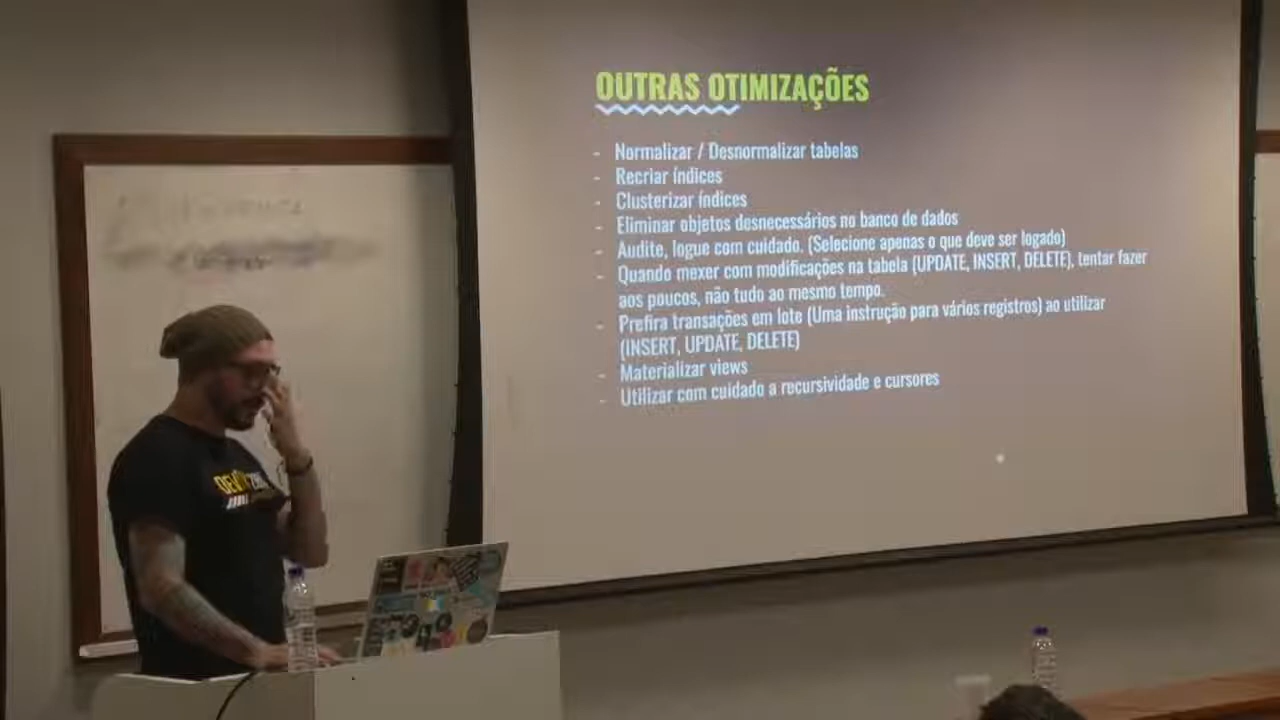 OUTRAS OTIMIZAÇÕES
- Normalizar / Desnormalizar tabelas
- Recriar índices
- Clusterizar índices
- Eliminar objetos desnecessários no banco de dados
- Audite, logue com cuidado. (Selecione apenas o que deve ser logado)
- Quando mexer com modificações na tabela (UPDATE, INSERT, DELETE), tentar fazer
aos poucos, não tudo ao mesmo tempo.
- Prefira transações em lote (Uma instrução para vários registros) ao utilizar
(INSERT, UPDATE, DELETE)
- Materializar views
- Utilizar com cuidado a recursividade e cursores